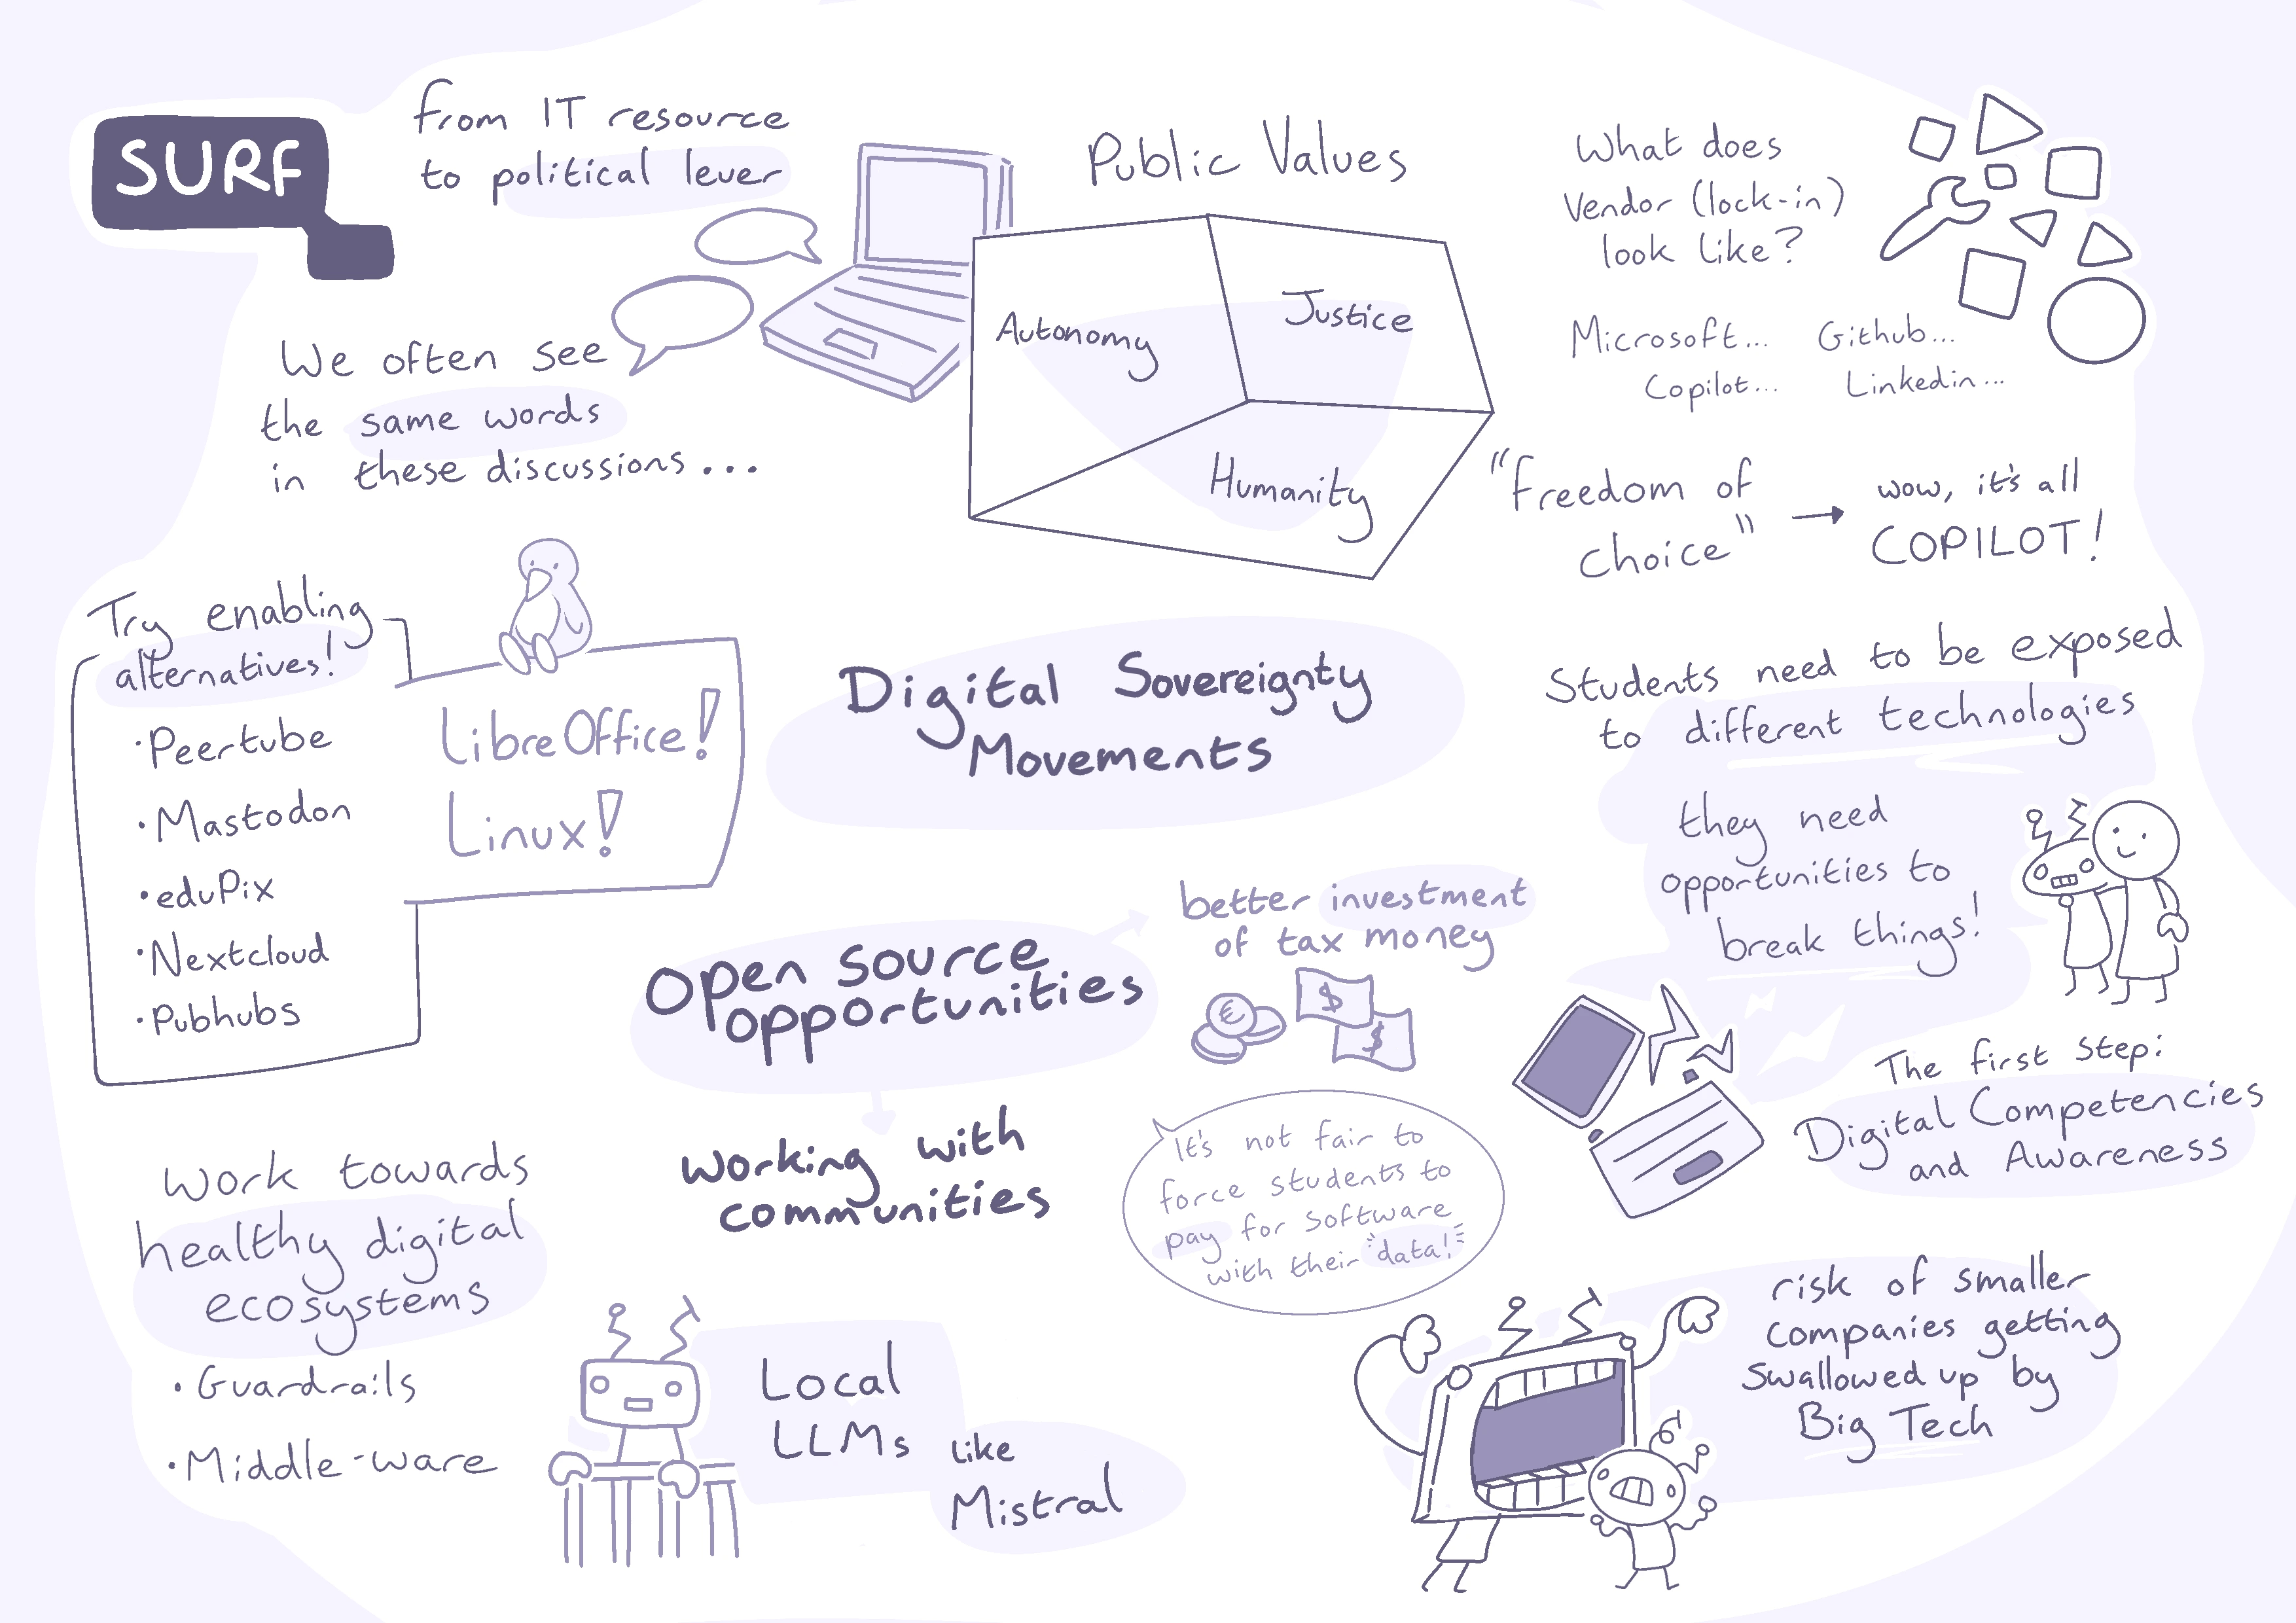 SURF
from IT resource
to political lever
We often see
the same words
in these discussions...
Public Values
Autonomy
Justice
Humanity
What does
Vendor (lock-in)
look like?
Microsoft...
Github...
Copilot...
Linkedin...
"freedom of
choice"
wow, it's all
COPILOT!
Try enabling
alternatives!
•Peertube
•Mastodon
•eduPix
•Nextcloud
•Pubhubs
LibreOffice!
Linux!
Digital Sovereignty
Movements
Students need to be exposed
to different technologies
they need
opportunities to
break things!
Open source
opportunities
better investment
of tax money
€
$
$
working with
communities
It's not fair to
force students to
pay for software
with their "data!"
The first step:
Digital Competencies
and Awareness
Work towards
healthy digital
ecosystems
• Guardrails
• Middle-ware
Local
LLMs
like
Mistral
risk of smaller
companies getting
swallowed up by
Big Tech